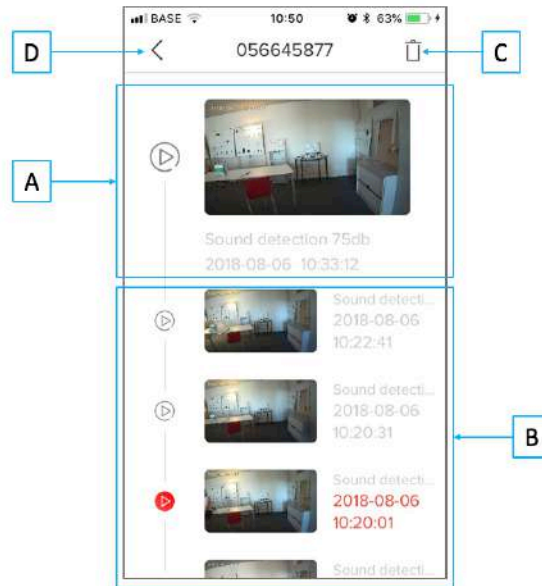 BASE 10:50 63%
D 056645877 C
A
Sound detection 75db
2018-08-06 10:33:12
Sound detecti...
2018-08-06
10:22:41
Sound detecti...
2018-08-06
10:20:31
B
Sound detecti...
2018-08-06
10:20:01
Sound detecti...